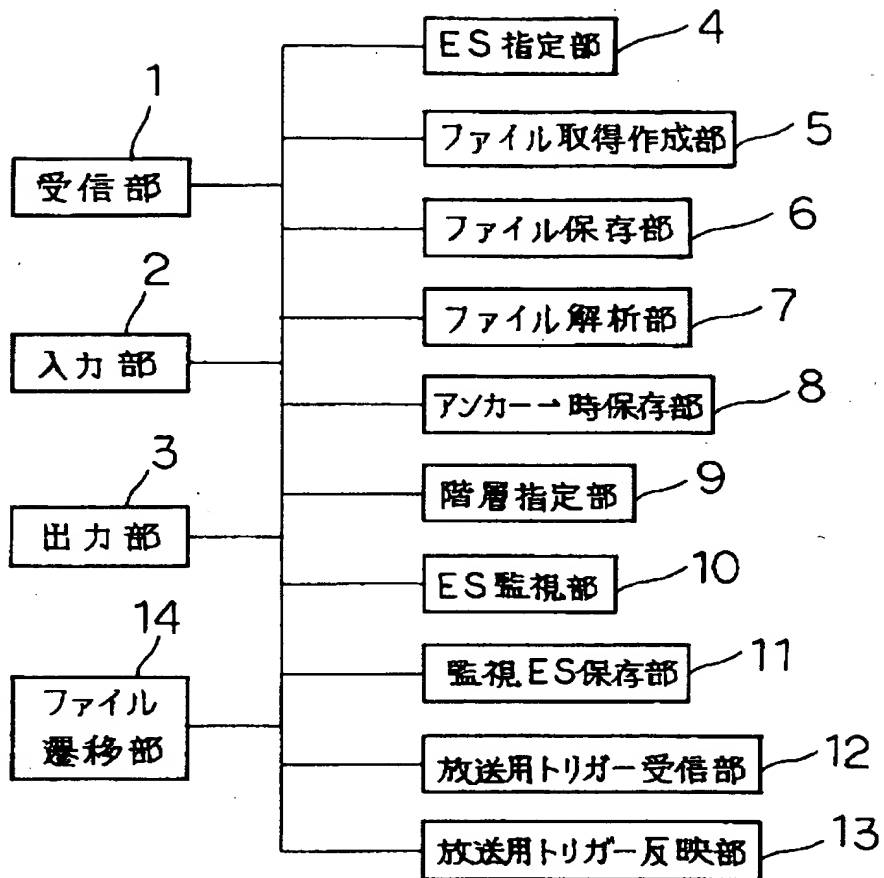 1
受信部
2
入力部
3
出力部
14
ファイル
遷移部
ES指定部
4
ファイル取得作成部
5
ファイル保存部
6
ファイル解析部
7
アンカー一時保存部
8
階層指定部
9
ES監視部
10
監視ES保存部
11
放送用トリガー受信部
12
放送用トリガー反映部
13